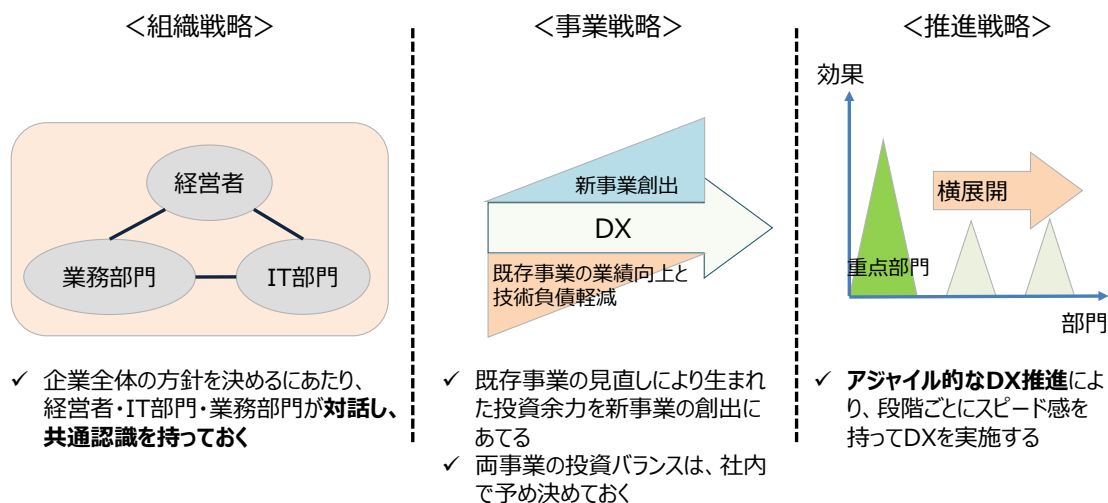 <組織戦略>
経営者
業務部門
IT部門
✓ 企業全体の方針を決めるにあたり、
経営者・IT部門・業務部門が対話し、
共通認識を持っておく
<事業戦略>
新事業創出
DX
既存事業の業績向上と
技術負債軽減
✓ 既存事業の見直しにより生まれ
た投資余力を新事業の創出に
あてる
✓ 両事業の投資バランスは、社内
で予め決めておく
<推進戦略>
効果
横展開
重点部門
部門
✓ アジャイル的なDX推進によ
り、段階ごとにスピード感を
持ってDXを実施する